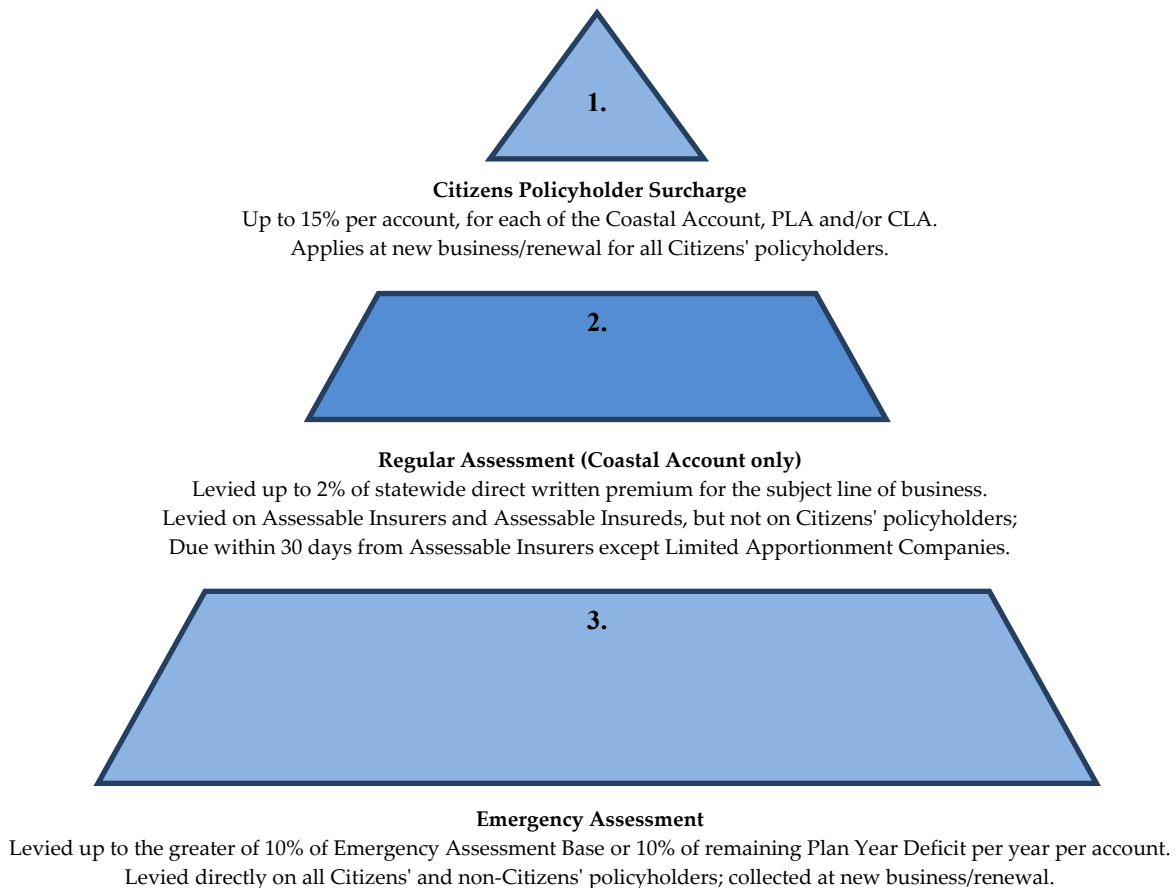 1.
Citizens Policyholder Surcharge
Up to 15% per account, for each of the Coastal Account, PLA and/or CLA.
Applies at new business/renewal for all Citizens' policyholders.
2.
Regular Assessment (Coastal Account only)
Levied up to 2% of statewide direct written premium for the subject line of business.
Levied on Assessable Insurers and Assessable Insureds, but not on Citizens' policyholders;
Due within 30 days from Assessable Insurers except Limited Apportionment Companies.
3.
Emergency Assessment
Levied up to the greater of 10% of Emergency Assessment Base or 10% of remaining Plan Year Deficit per year per account.
Levied directly on all Citizens' and non-Citizens' policyholders; collected at new business/renewal.